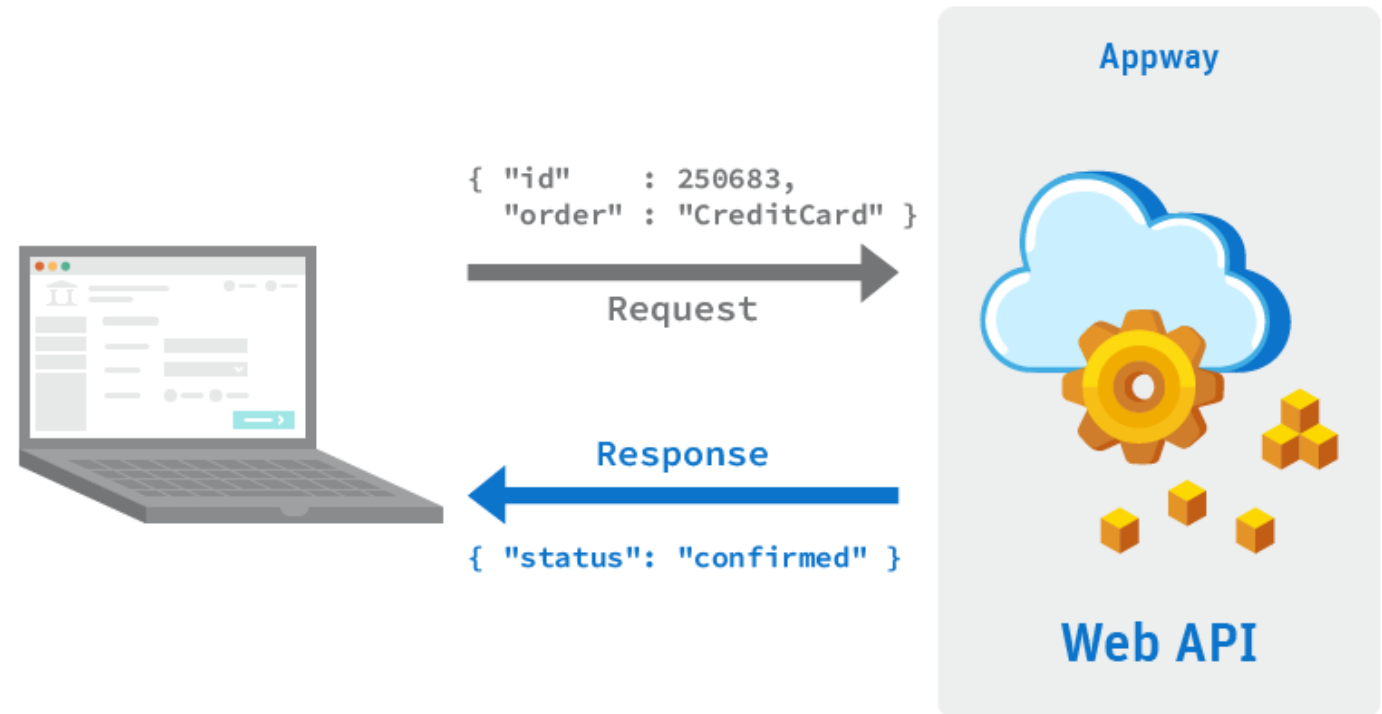 Appway
{ "id"    : 250683,
  "order" : "CreditCard" }
Request
Response
{ "status": "confirmed" }
Web API